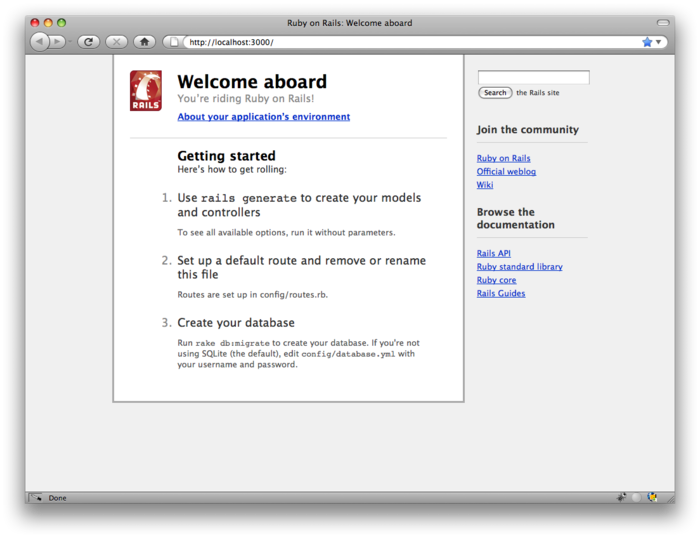 Ruby on Rails: Welcome aboard
http://localhost:3000/
RAILS
Welcome aboard
You're riding Ruby on Rails!
About your application's environment
Getting started
Here's how to get rolling:
1. Use rails generate to create your models
and controllers
To see all available options, run it without parameters.
2. Set up a default route and remove or rename
this file
Routes are set up in config/routes.rb.
3. Create your database
Run rake db:migrate to create your database. If you're not
using SQLite (the default), edit config/database.yml with
your username and password.
Search the Rails site
Join the community
Ruby on Rails
Official weblog
Wiki
Browse the
documentation
Rails API
Ruby standard library
Ruby core
Rails Guides
Done